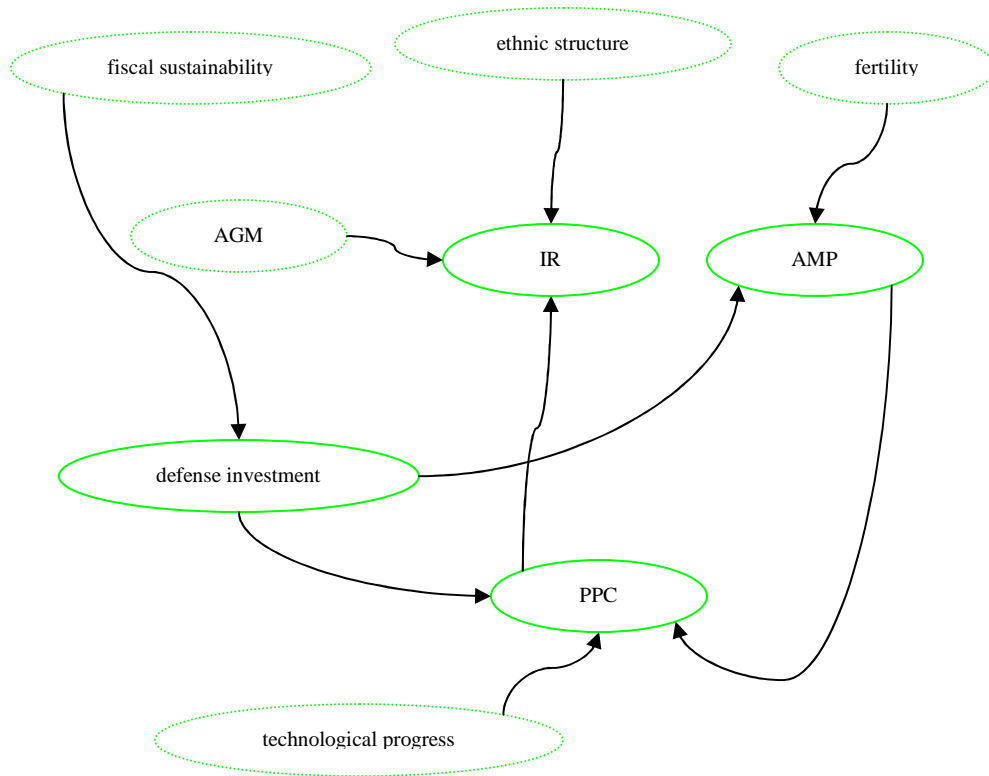 ethnic structure
fiscal sustainability
fertility
AGM
IR
AMP
defense investment
PPC
technological progress